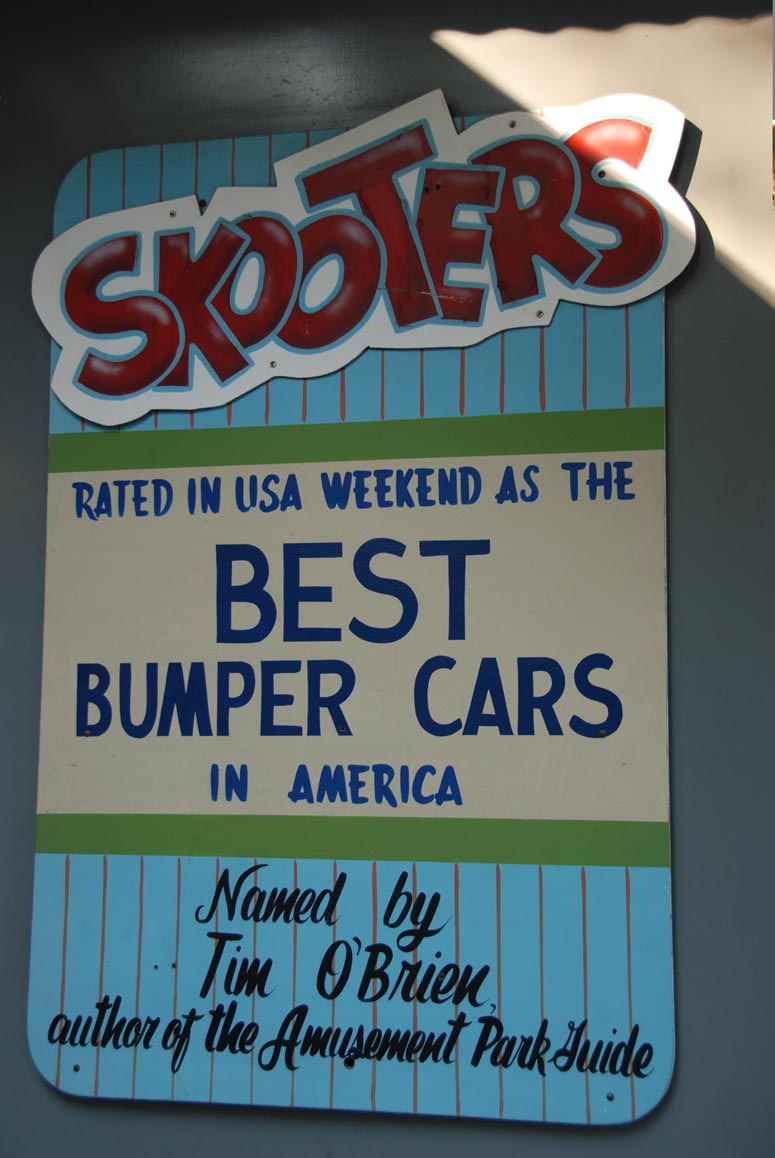 SKOOTERS
RATED IN USA WEEKEND AS THE
BEST
BUMPER CARS
IN AMERICA
Named by
Tim O'Brien,
author of the Amusement Park Guide